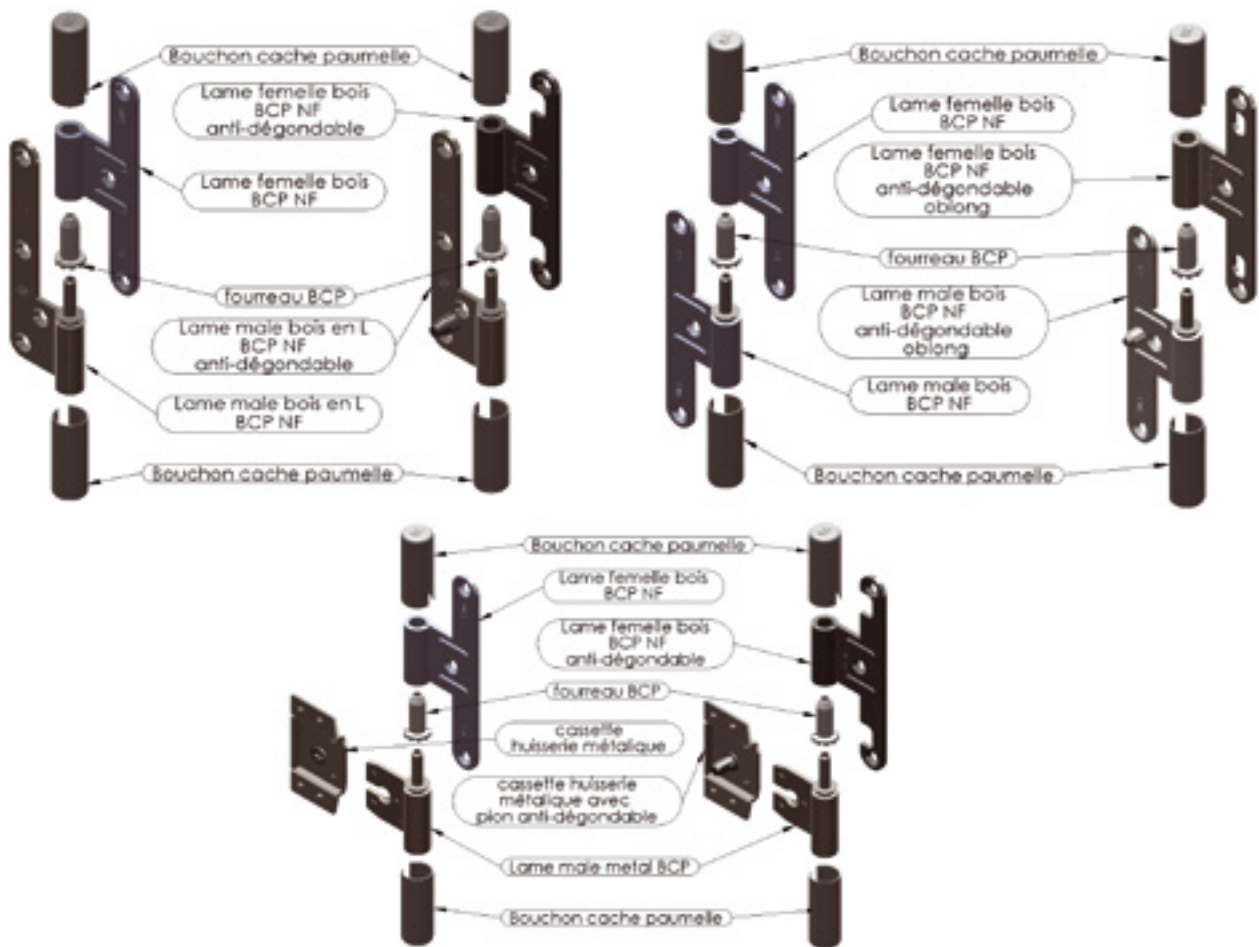 Bouchon cache paumelle
Lame femelle bois
BCP NF
anti-dégondable
Lame femelle bois
BCP NF
fourreau BCP
Lame male bois en L
BCP NF
anti-dégondable
Lame male bois en L
BCP NF
Bouchon cache paumelle
Bouchon cache paumelle
Lame femelle bois
BCP NF
Lame femelle bois
BCP NF
anti-dégondable
oblong
fourreau BCP
Lame male bois
BCP NF
anti-dégondable
oblong
Lame male bois
BCP NF
Bouchon cache paumelle
Bouchon cache paumelle
Lame femelle bois
BCP NF
Lame femelle bois
BCP NF
anti-dégondable
fourreau BCP
cassette
huisserie métalique
cassette huisserie
métalique avec
pion anti-dégondable
Lame male metal BCP
Bouchon cache paumelle